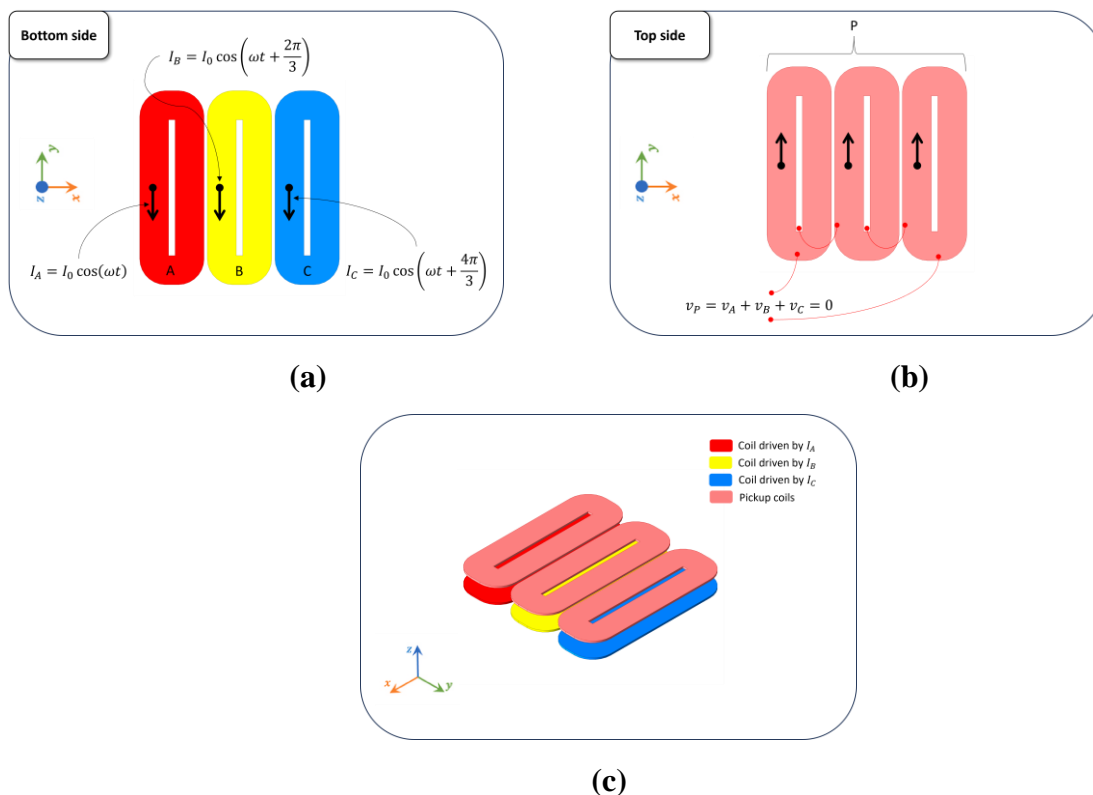 Bottom side
I_B = I_0 cos(ωt + 2π/3)
y
z
x
A
B
C
I_A = I_0 cos(ωt)
I_C = I_0 cos(ωt + 4π/3)
(a)
Top side
P
y
z
x
v_P = v_A + v_B + v_C = 0
(b)
Coil driven by I_A
Coil driven by I_B
Coil driven by I_C
Pickup coils
z
x
y
(c)